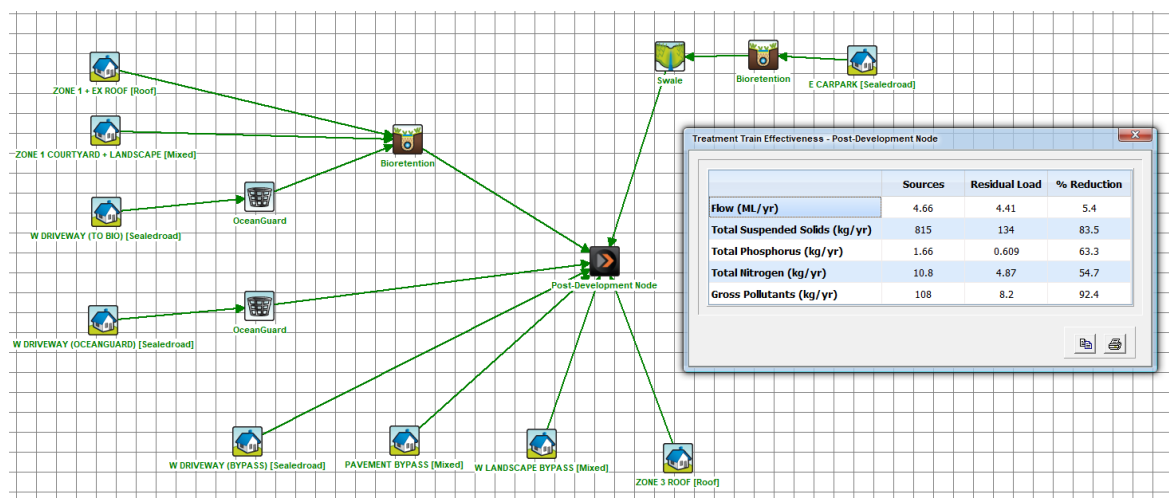 ZONE 1 + EX ROOF [Roof]
ZONE 1 COURTYARD + LANDSCAPE [Mixed]
Bioretention
W DRIVEWAY (TO BIO) [Sealedroad]
OceanGuard
W DRIVEWAY (OCEANGUARD) [Sealedroad]
OceanGuard
Swale
Bioretention
E CARPARK [Sealedroad]
Post-Development Node
W DRIVEWAY (BYPASS) [Sealedroad]
PAVEMENT BYPASS [Mixed]
W LANDSCAPE BYPASS [Mixed]
ZONE 3 ROOF [Roof]
Treatment Train Effectiveness - Post-Development Node
Sources Residual Load % Reduction
Flow (ML/yr) 4.66 4.41 5.4
Total Suspended Solids (kg/yr) 815 134 83.5
Total Phosphorus (kg/yr) 1.66 0.609 63.3
Total Nitrogen (kg/yr) 10.8 4.87 54.7
Gross Pollutants (kg/yr) 108 8.2 92.4